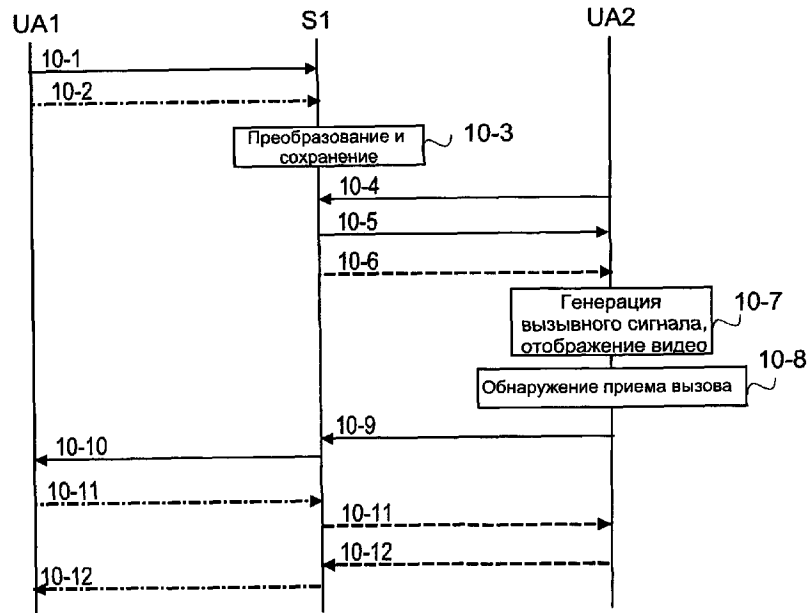 UA1
S1
UA2
10-1
10-2
Преобразование и
сохранение
10-3
10-4
10-5
10-6
Генерация
вызывного сигнала,
отображение видео
10-7
10-8
Обнаружение приема вызова
10-9
10-10
10-11
10-11
10-12
10-12